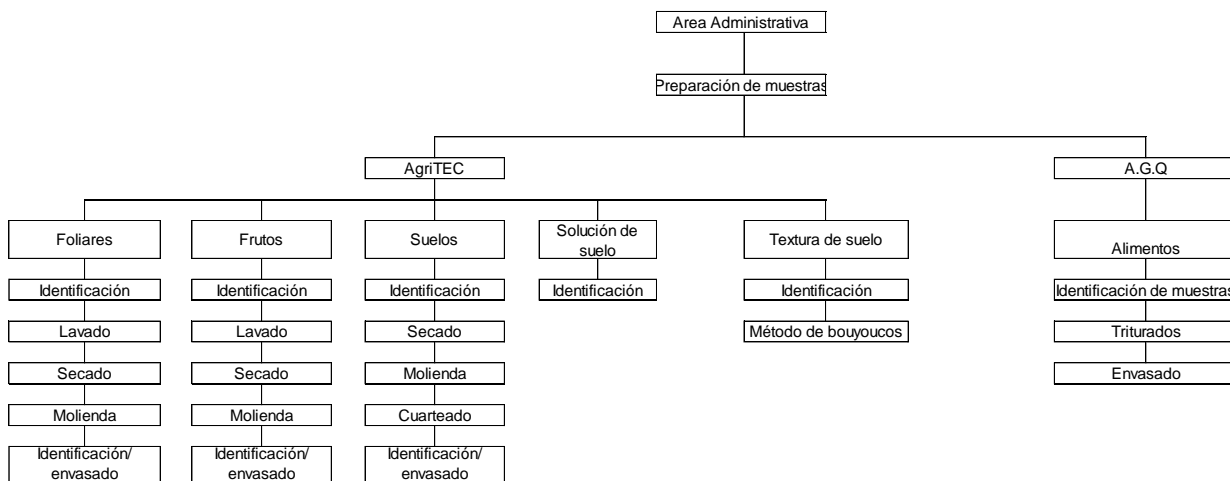 Area Administrativa
Preparación de muestras
AgriTEC
A.G.Q
Foliares
Frutos
Suelos
Solución de
suelo
Textura de suelo
Alimentos
Identificación
Identificación
Identificación
Identificación
Identificación
Identificación de muestras
Lavado
Lavado
Secado
Método de bouyoucos
Triturados
Secado
Secado
Molienda
Envasado
Molienda
Molienda
Cuarteado
Identificación/
envasado
Identificación/
envasado
Identificación/
envasado